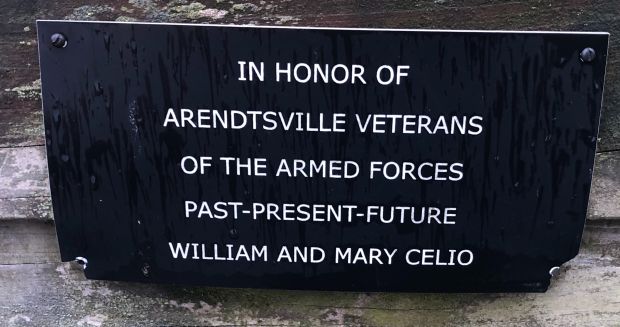 IN HONOR OF
ARENDTSVILLE VETERANS
OF THE ARMED FORCES
PAST-PRESENT-FUTURE
WILLIAM AND MARY CELIO